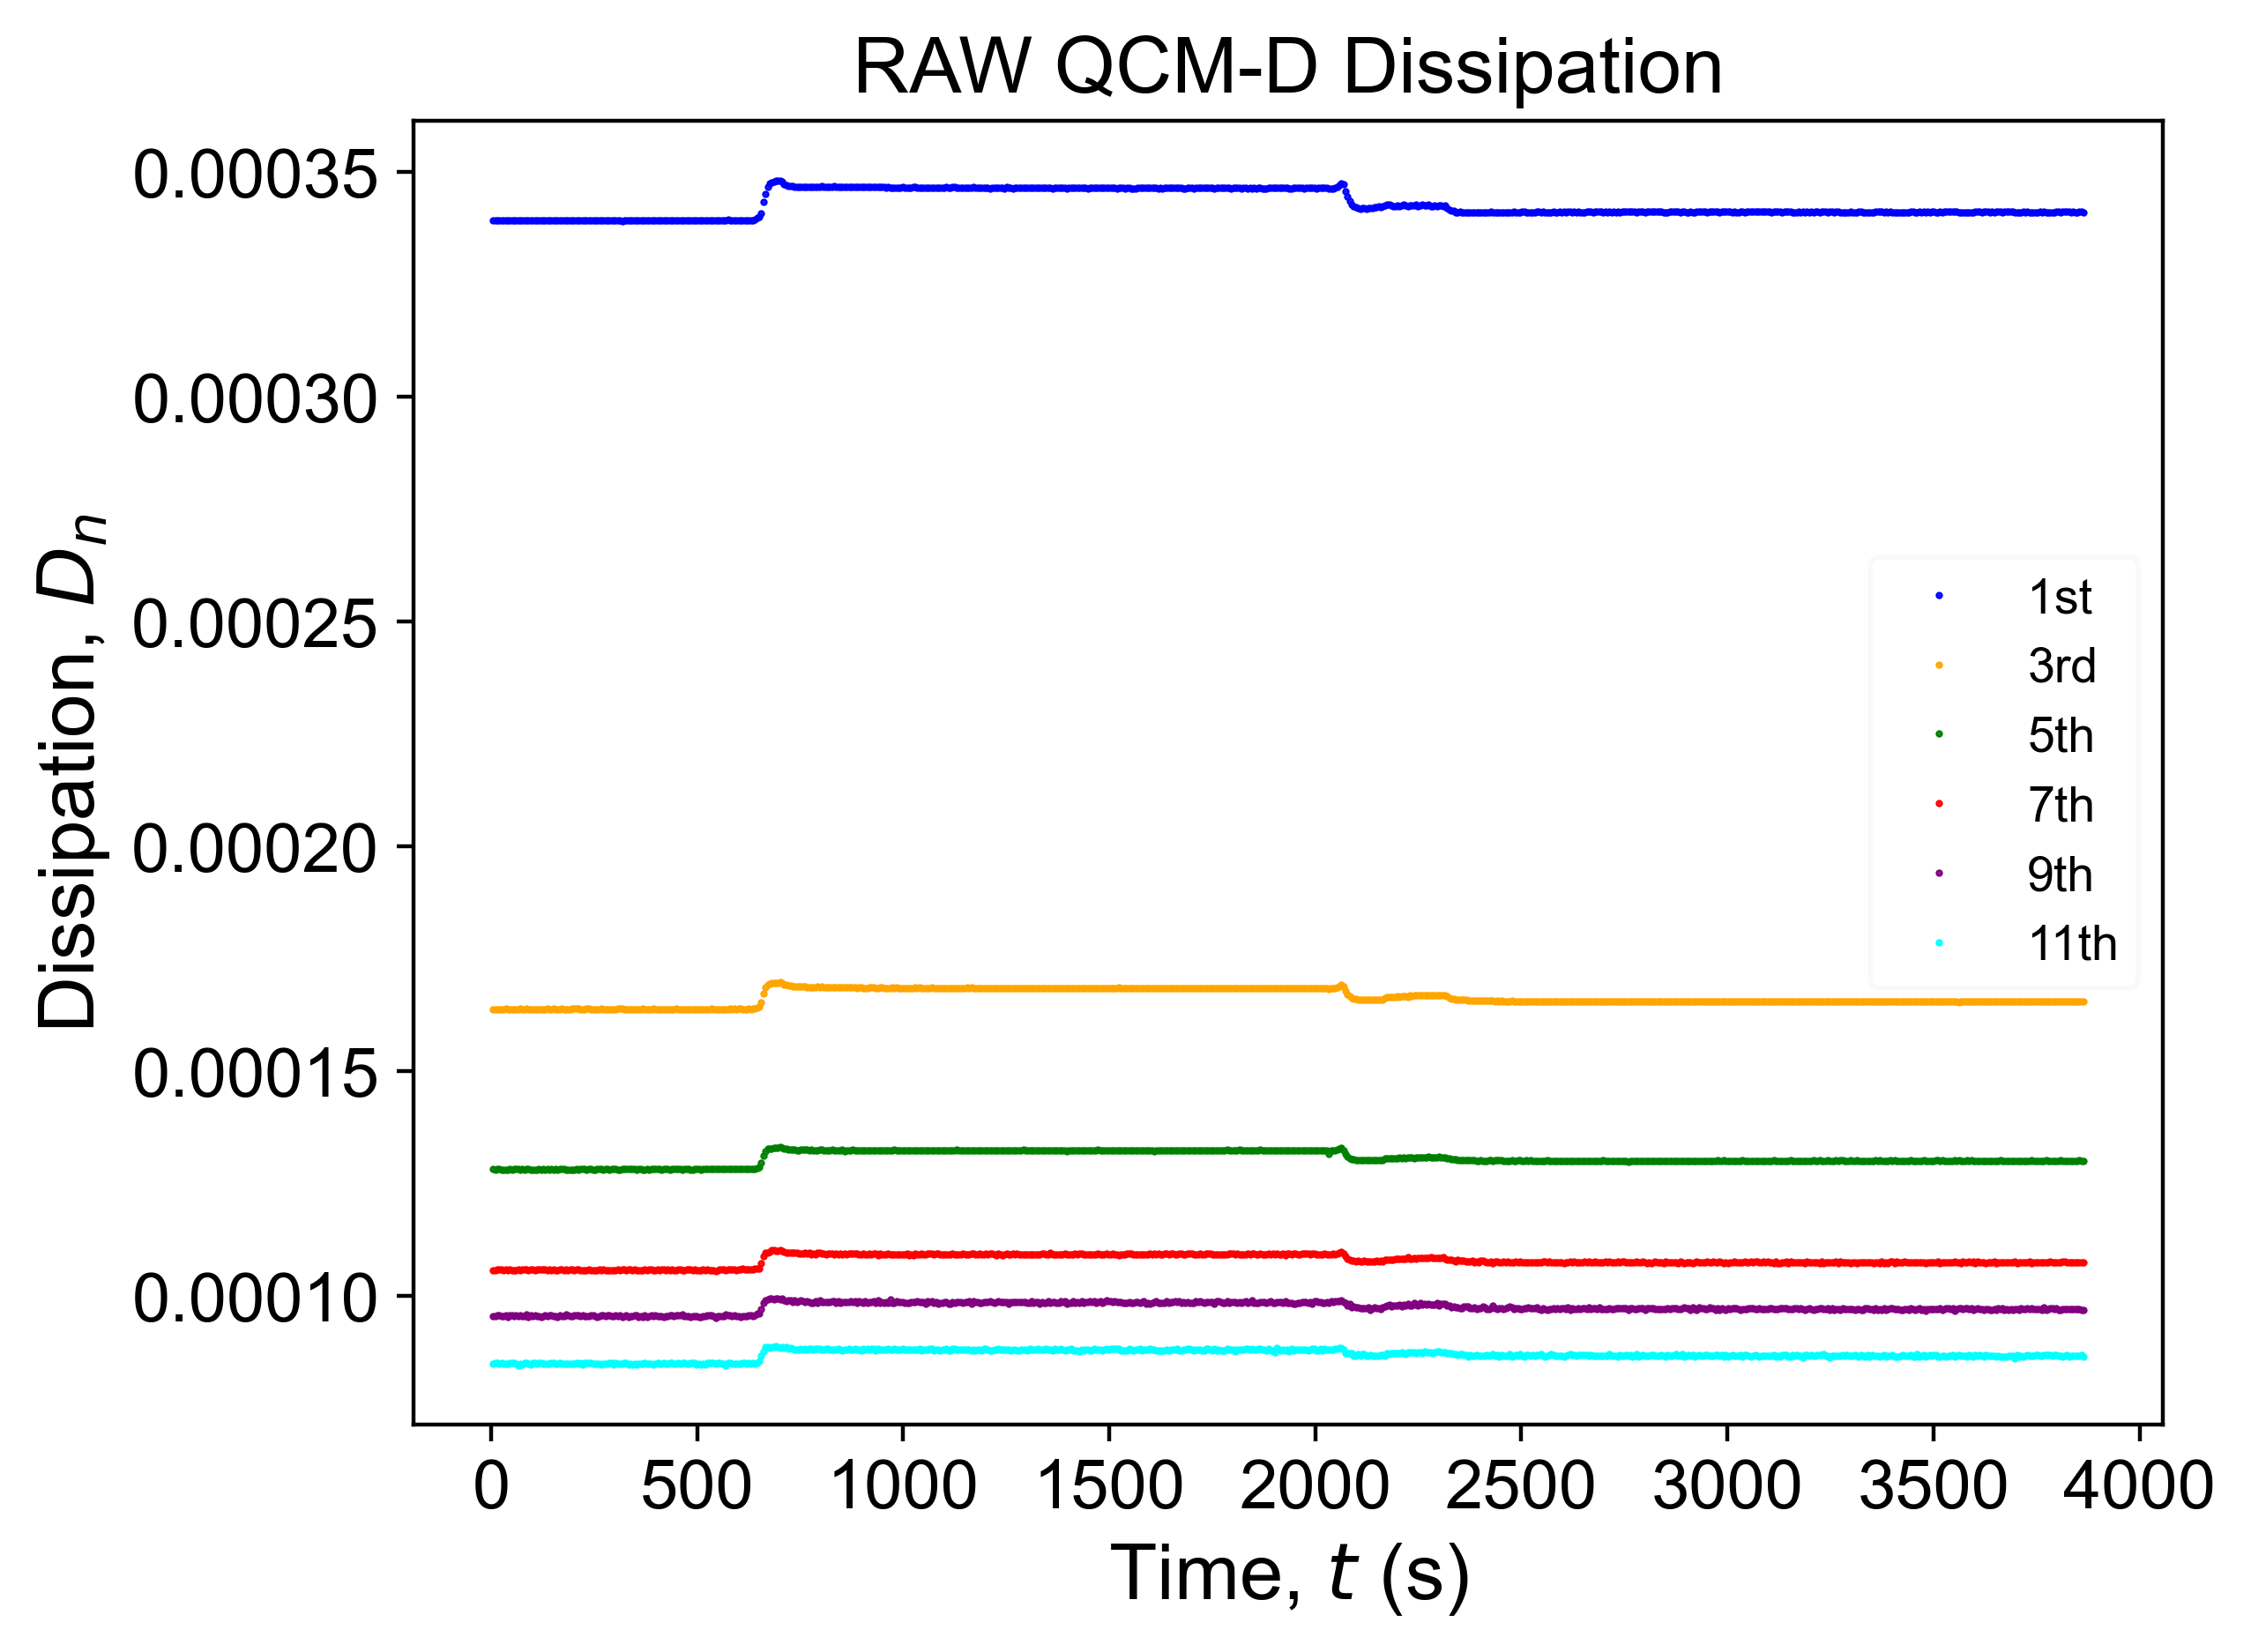 RAW QCM-D Dissipation
0.00035
0.00030
0.00025
0.00020
0.00015
0.00010
Dissipation, Dn
1st
3rd
5th
7th
9th
11th
0 500 1000 1500 2000 2500 3000 3500 4000
Time, t (s)